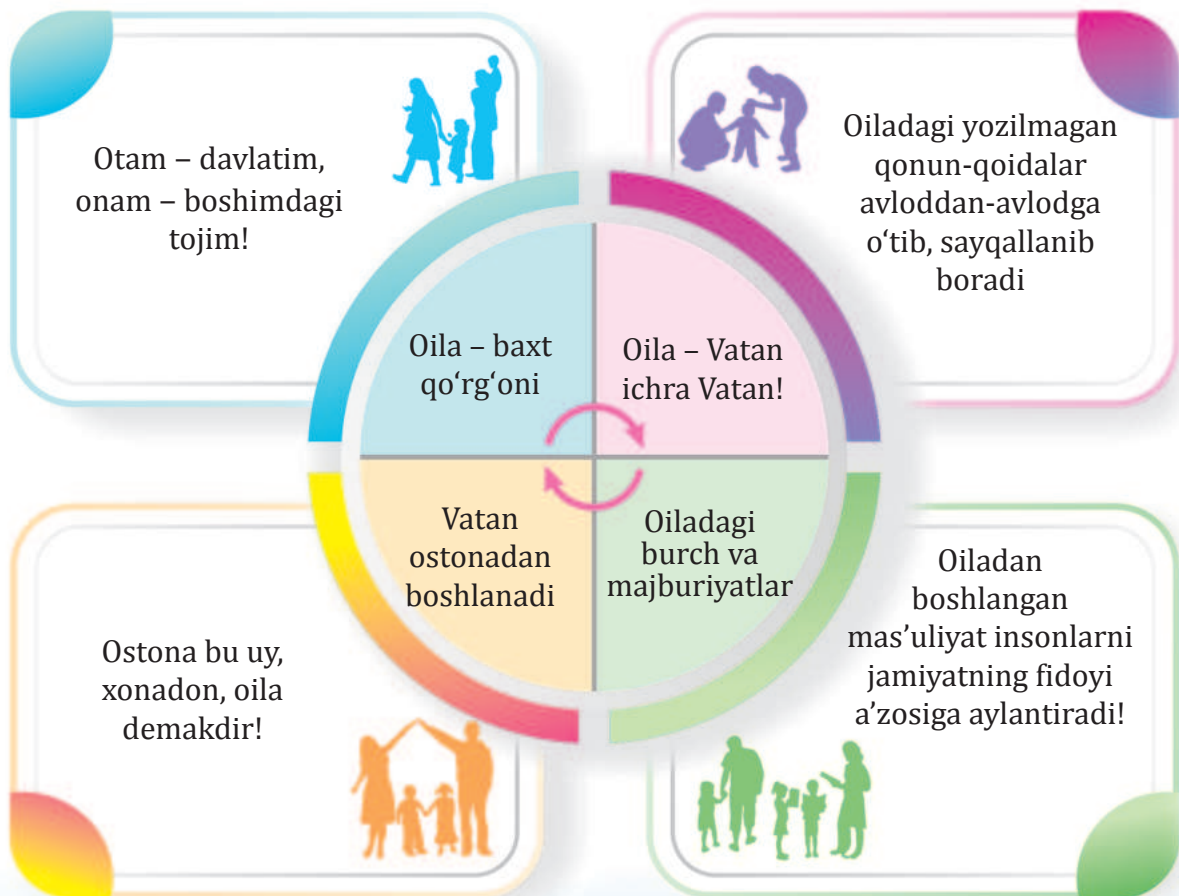 Otam – davlatim,
onam – boshimdagi
tojim!
Oiladagi yozilmagan
qonun-qoidalar
avloddan-avlodga
o‘tib, sayqallanib
boradi
Oila – baxt
qo‘rg‘oni
Oila – Vatan
ichra Vatan!
Vatan
ostonadan
boshlanadi
Oiladagi
burch va
majburiyatlar
Ostona bu uy,
xonadon, oila
demakdir!
Oiladan
boshlangan
mas’uliyat insonlarni
jamiyatning fidoyi
a’zosiga aylantiradi!